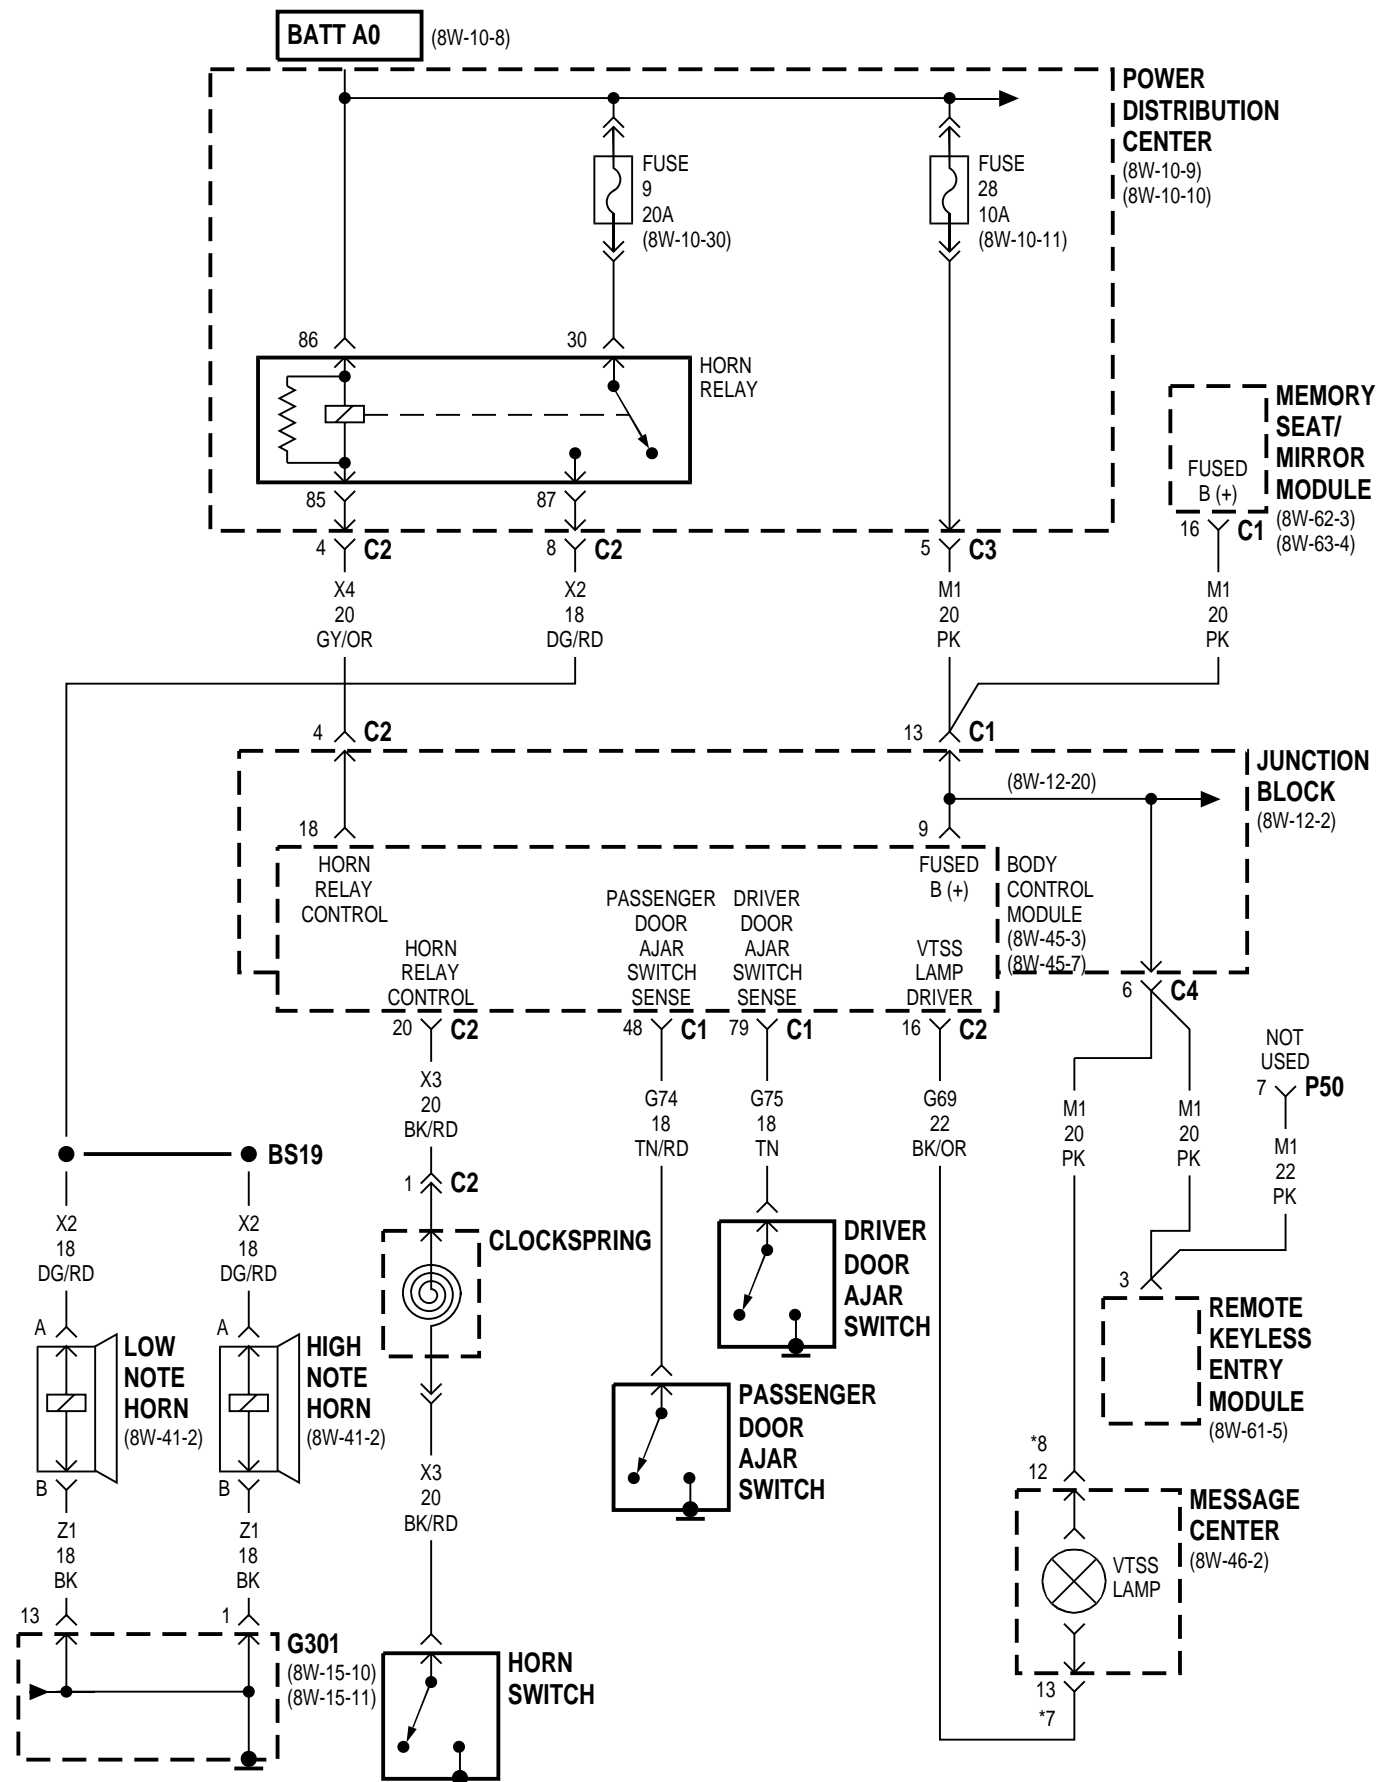 BATT A0 (8W-10-8)
POWER
DISTRIBUTION
CENTER
(8W-10-9)
(8W-10-10)
FUSE
9
20A
(8W-10-30)
FUSE
28
10A
(8W-10-11)
86
30
HORN
RELAY
85
87
4 C2
8 C2
5 C3
MEMORY
SEAT/
MIRROR
MODULE
(8W-62-3)
(8W-63-4)
FUSED
B (+)
16 C1
X4
20
GY/OR
X2
18
DG/RD
M1
20
PK
M1
20
PK
4 C2
13 C1
JUNCTION
BLOCK
(8W-12-2)
(8W-12-20)
18
9
HORN
RELAY
CONTROL
FUSED
B (+)
BODY
CONTROL
MODULE
(8W-45-3)
(8W-45-7)
HORN
RELAY
CONTROL
PASSENGER
DOOR
AJAR
SWITCH
SENSE
DRIVER
DOOR
AJAR
SWITCH
SENSE
VTSS
LAMP
DRIVER
20 C2
48 C1
79 C1
16 C2
6 C4
NOT
USED
7 P50
X3
20
BK/RD
G74
18
TN/RD
G75
18
TN
G69
22
BK/OR
M1
20
PK
M1
20
PK
M1
22
PK
BS19
1 C2
X2
18
DG/RD
X2
18
DG/RD
CLOCKSPRING
DRIVER
DOOR
AJAR
SWITCH
3
REMOTE
KEYLESS
ENTRY
MODULE
(8W-61-5)
A
A
LOW
NOTE
HORN
(8W-41-2)
HIGH
NOTE
HORN
(8W-41-2)
B
B
PASSENGER
DOOR
AJAR
SWITCH
X3
20
BK/RD
*8
12
MESSAGE
CENTER
(8W-46-2)
VTSS
LAMP
13
*7
Z1
18
BK
Z1
18
BK
13
1
G301
(8W-15-10)
(8W-15-11)
HORN
SWITCH